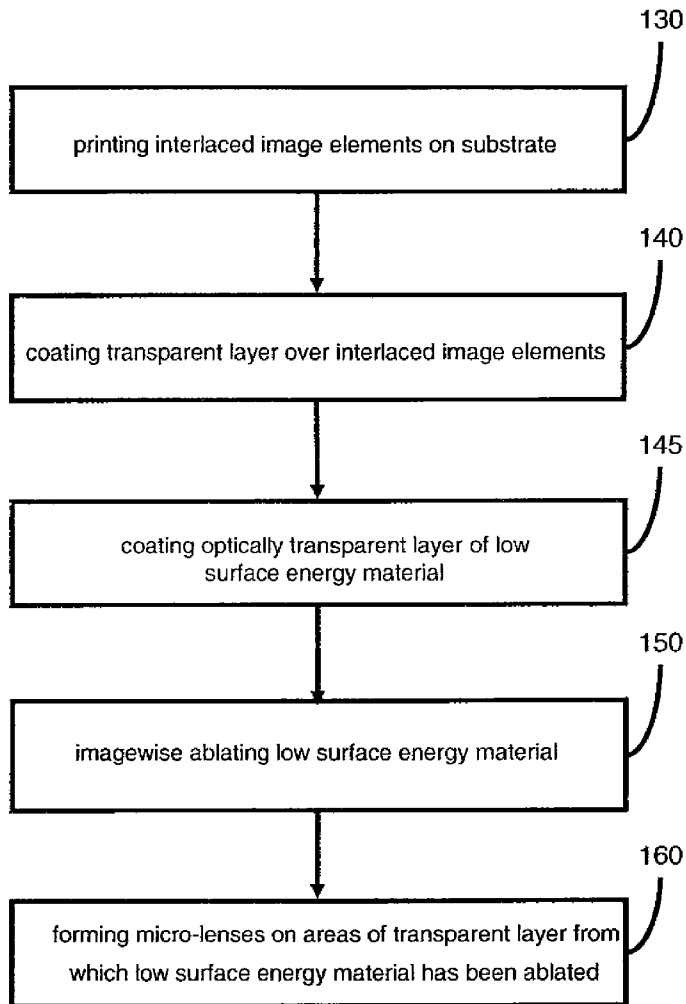 130
printing interlaced image elements on substrate
140
coating transparent layer over interlaced image elements
145
coating optically transparent layer of low
surface energy material
150
imagewise ablating low surface energy material
160
forming micro-lenses on areas of transparent layer from
which low surface energy material has been ablated